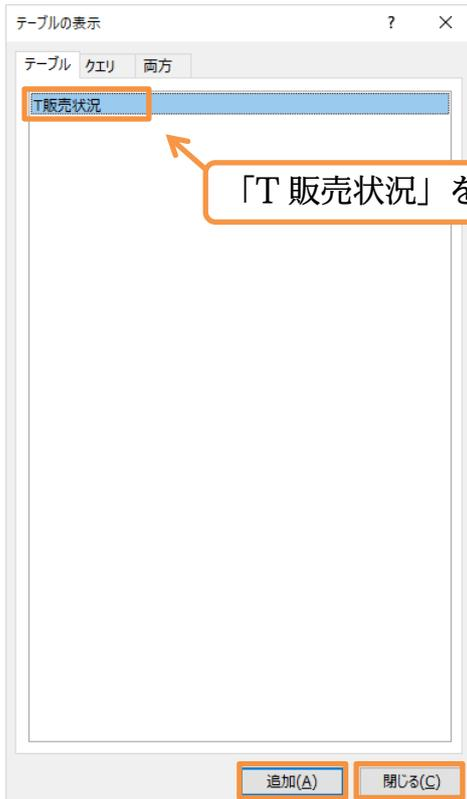 テーブルの表示 ? ×
テーブル クエリ 両方
T販売状況
「T 販売状況」を
追加(A) 閉じる(C)